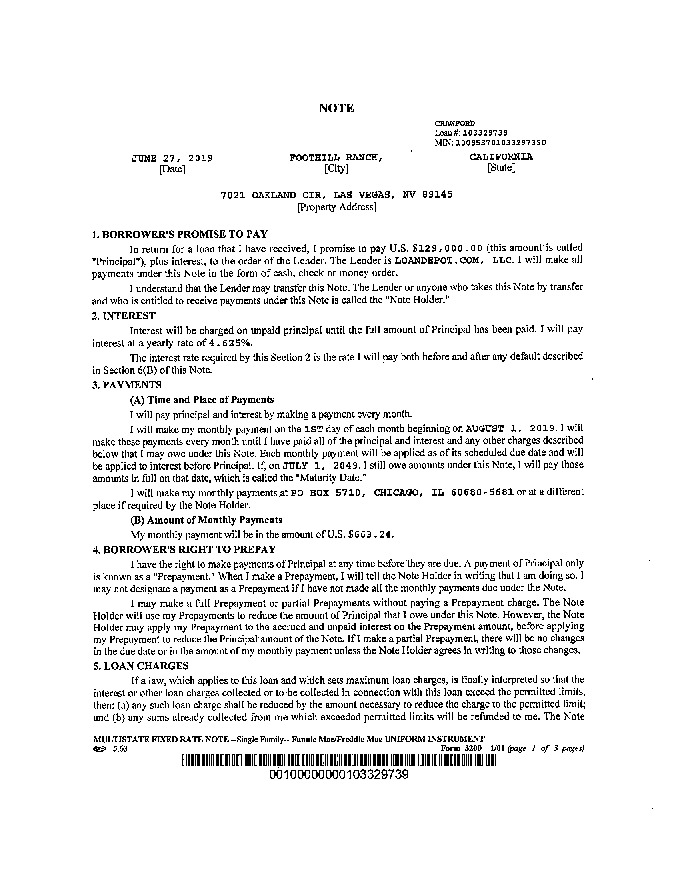 NOTE
CRAWFORD
Loan #: 103329739
MIN: 100853701033297390
JUNE 27, 2019 FOOTHILL RANCH, CALIFORNIA
[Date] [City] [State]
7021 OAKLAND CIR, LAS VEGAS, NV 89145
[Property Address]
1. BORROWER'S PROMISE TO PAY
In return for a loan that I have received, I promise to pay U.S. $129,000.00 (this amount is called
"Principal"), plus interest, to the order of the Lender. The Lender is LOANDEPOT.COM, LLC. I will make all
payments under this Note in the form of cash, check or money order.
I understand that the Lender may transfer this Note. The Lender or anyone who takes this Note by transfer
and who is entitled to receive payments under this Note is called the "Note Holder."
2. INTEREST
Interest will be charged on unpaid principal until the full amount of Principal has been paid. I will pay
interest at a yearly rate of 4.625%.
The interest rate required by this Section 2 is the rate I will pay both before and after any default described
in Section 6(B) of this Note.
3. PAYMENTS
(A) Time and Place of Payments
I will pay principal and interest by making a payment every month.
I will make my monthly payment on the 1ST day of each month beginning on AUGUST 1, 2019. I will
make these payments every month until I have paid all of the principal and interest and any other charges described
below that I may owe under this Note. Each monthly payment will be applied as of its scheduled due date and will
be applied to interest before Principal. If, on JULY 1, 2049, I still owe amounts under this Note, I will pay those
amounts in full on that date, which is called the "Maturity Date."
I will make my monthly payments at PO BOX 5710, CHICAGO, IL 60680-5681 or at a different
place if required by the Note Holder.
(B) Amount of Monthly Payments
My monthly payment will be in the amount of U.S. $663.24.
4. BORROWER'S RIGHT TO PREPAY
I have the right to make payments of Principal at any time before they are due. A payment of Principal only
is known as a "Prepayment." When I make a Prepayment, I will tell the Note Holder in writing that I am doing so. I
may not designate a payment as a Prepayment if I have not made all the monthly payments due under the Note.
I may make a full Prepayment or partial Prepayments without paying a Prepayment charge. The Note
Holder will use my Prepayments to reduce the amount of Principal that I owe under this Note. However, the Note
Holder may apply my Prepayment to the accrued and unpaid interest on the Prepayment amount, before applying
my Prepayment to reduce the Principal amount of the Note. If I make a partial Prepayment, there will be no changes
in the due date or in the amount of my monthly payment unless the Note Holder agrees in writing to those changes.
5. LOAN CHARGES
If a law, which applies to this loan and which sets maximum loan charges, is finally interpreted so that the
interest or other loan charges collected or to be collected in connection with this loan exceed the permitted limits,
then: (a) any such loan charge shall be reduced by the amount necessary to reduce the charge to the permitted limit;
and (b) any sums already collected from me which exceeded permitted limits will be refunded to me. The Note
MULTISTATE FIXED RATE NOTE --Single Family-- Fannie Mae/Freddie Mac UNIFORM INSTRUMENT
Form 3200 1/01 (page 1 of 3 pages)
00100000000103329739